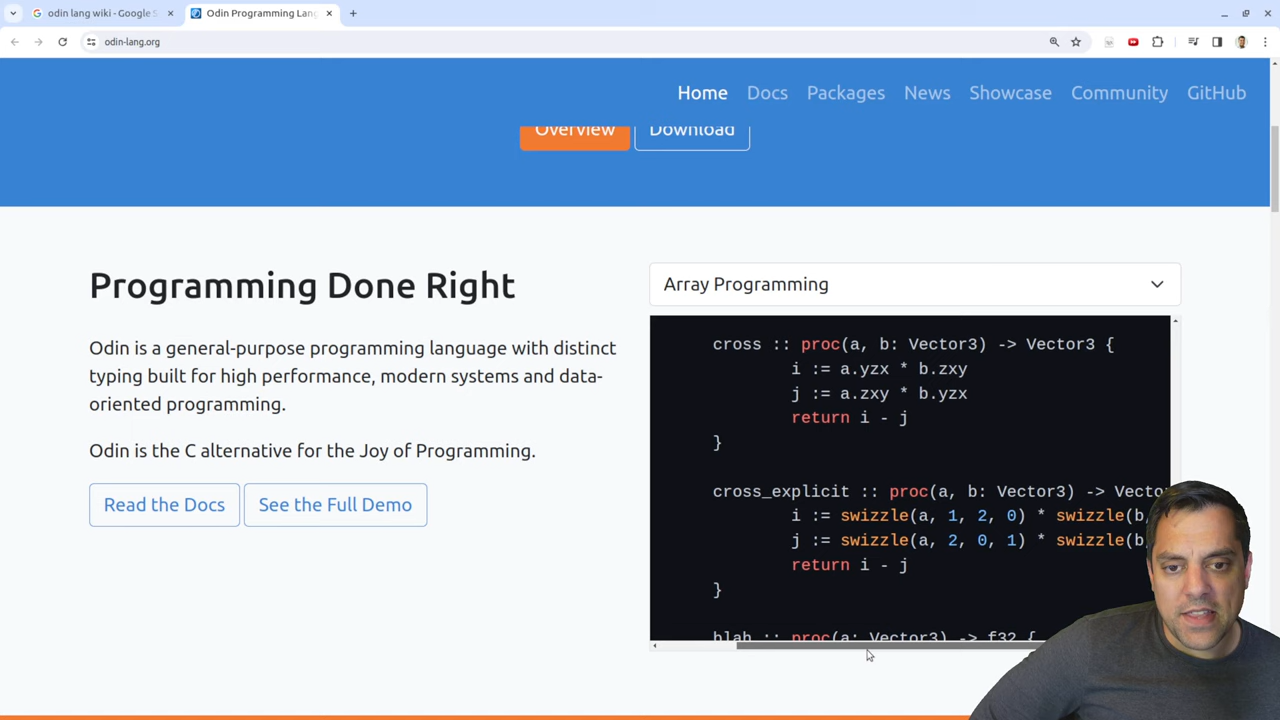 odin lang wiki - Google S
Odin Programming Lang
odin-lang.org
Home Docs Packages News Showcase Community GitHub
Overview Download
Programming Done Right
Odin is a general-purpose programming language with distinct
typing built for high performance, modern systems and data-
oriented programming.
Odin is the C alternative for the Joy of Programming.
Read the Docs See the Full Demo
Array Programming
cross :: proc(a, b: Vector3) -> Vector3 {
i := a.yzx * b.zxy
j := a.zxy * b.yzx
return i - j
}
cross_explicit :: proc(a, b: Vector3) -> Vecto
i := swizzle(a, 1, 2, 0) * swizzle(b,
j := swizzle(a, 2, 0, 1) * swizzle(b,
return i - j
}
blah :: proc(a: Vector3) -> f32 {